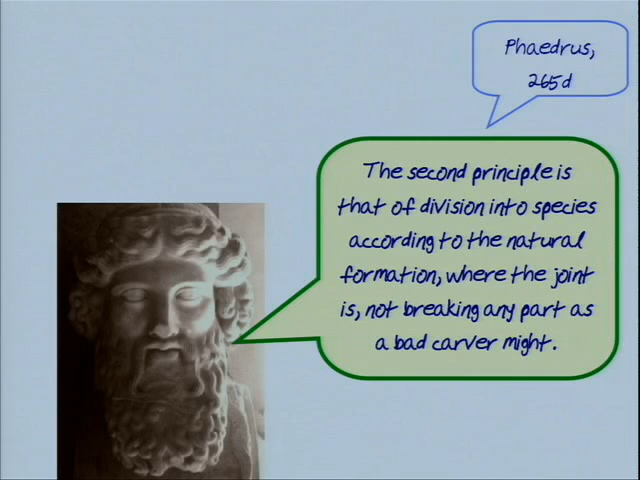 Phaedrus,
265d
The second principle is
that of division into species
according to the natural
formation, where the joint
is, not breaking any part as
a bad carver might.